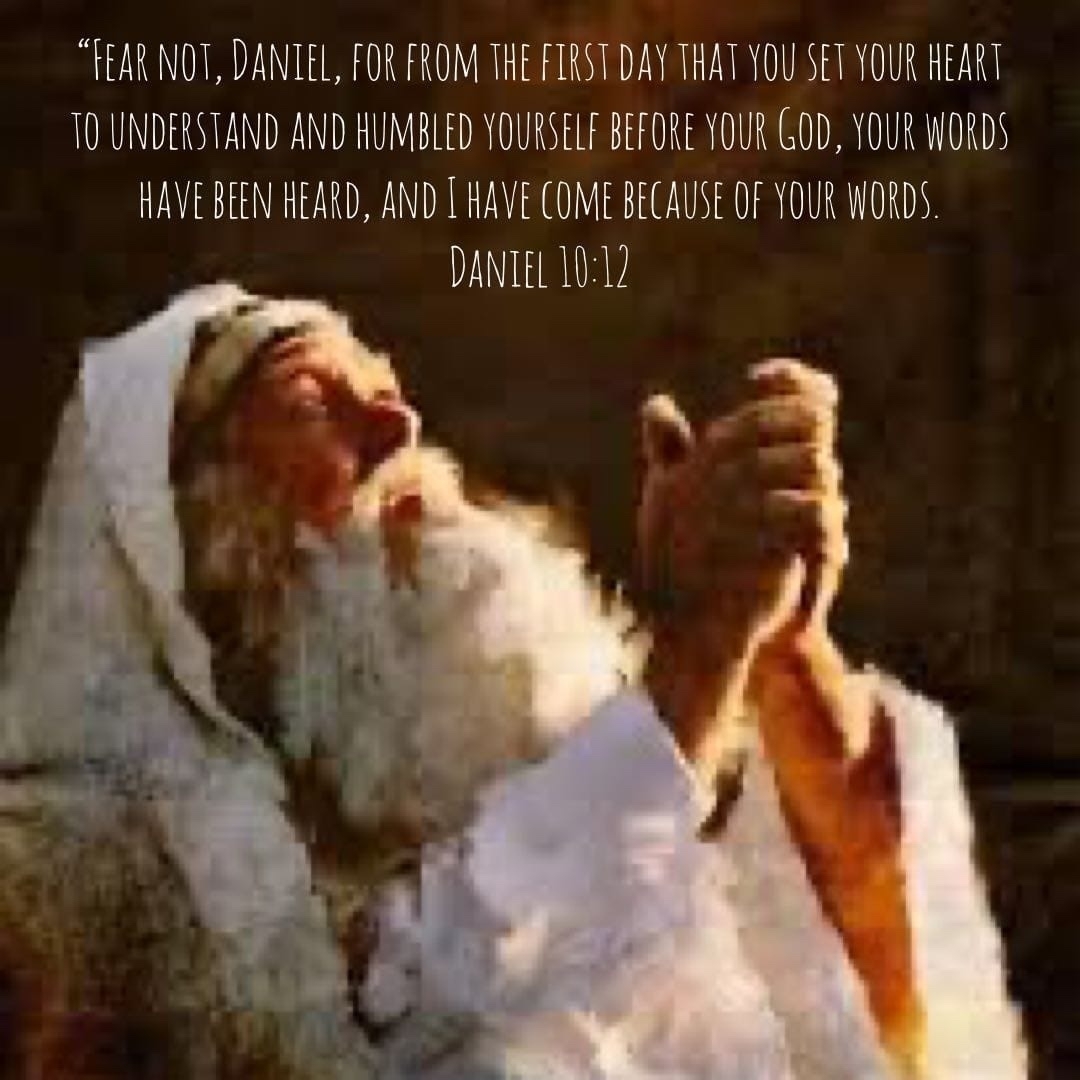 “Fear not, Daniel, for from the first day that you set your heart
to understand and humbled yourself before your God, your words
have been heard, and I have come because of your words.
Daniel 10:12